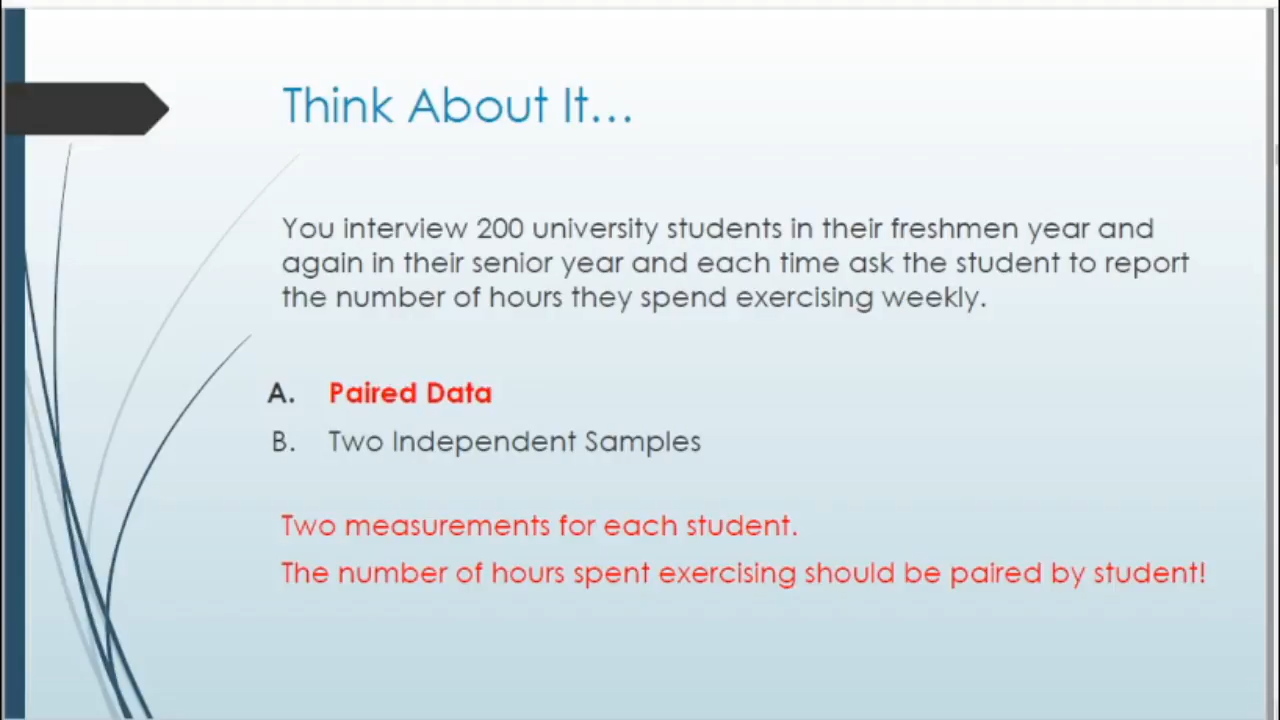 Think About It...
You interview 200 university students in their freshmen year and
again in their senior year and each time ask the student to report
the number of hours they spend exercising weekly.
A. Paired Data
B. Two Independent Samples
Two measurements for each student.
The number of hours spent exercising should be paired by student!